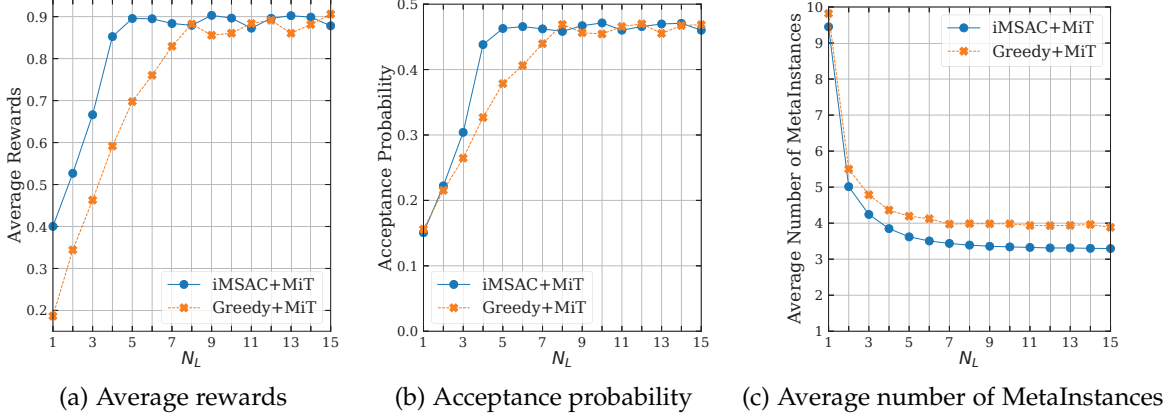 Average Rewards
0.9
0.8
0.7
0.6
0.5
0.4
0.3
0.2
iMSAC+MiT
Greedy+MiT
1 3 5 7 9 11 13 15
N_L
(a) Average rewards
Acceptance Probability
0.5
0.4
0.3
0.2
0.1
0.0
iMSAC+MiT
Greedy+MiT
1 3 5 7 9 11 13 15
N_L
(b) Acceptance probability
Average Number of MetaInstances
10
9
8
7
6
5
4
3
2
1
iMSAC+MiT
Greedy+MiT
1 3 5 7 9 11 13 15
N_L
(c) Average number of MetaInstances